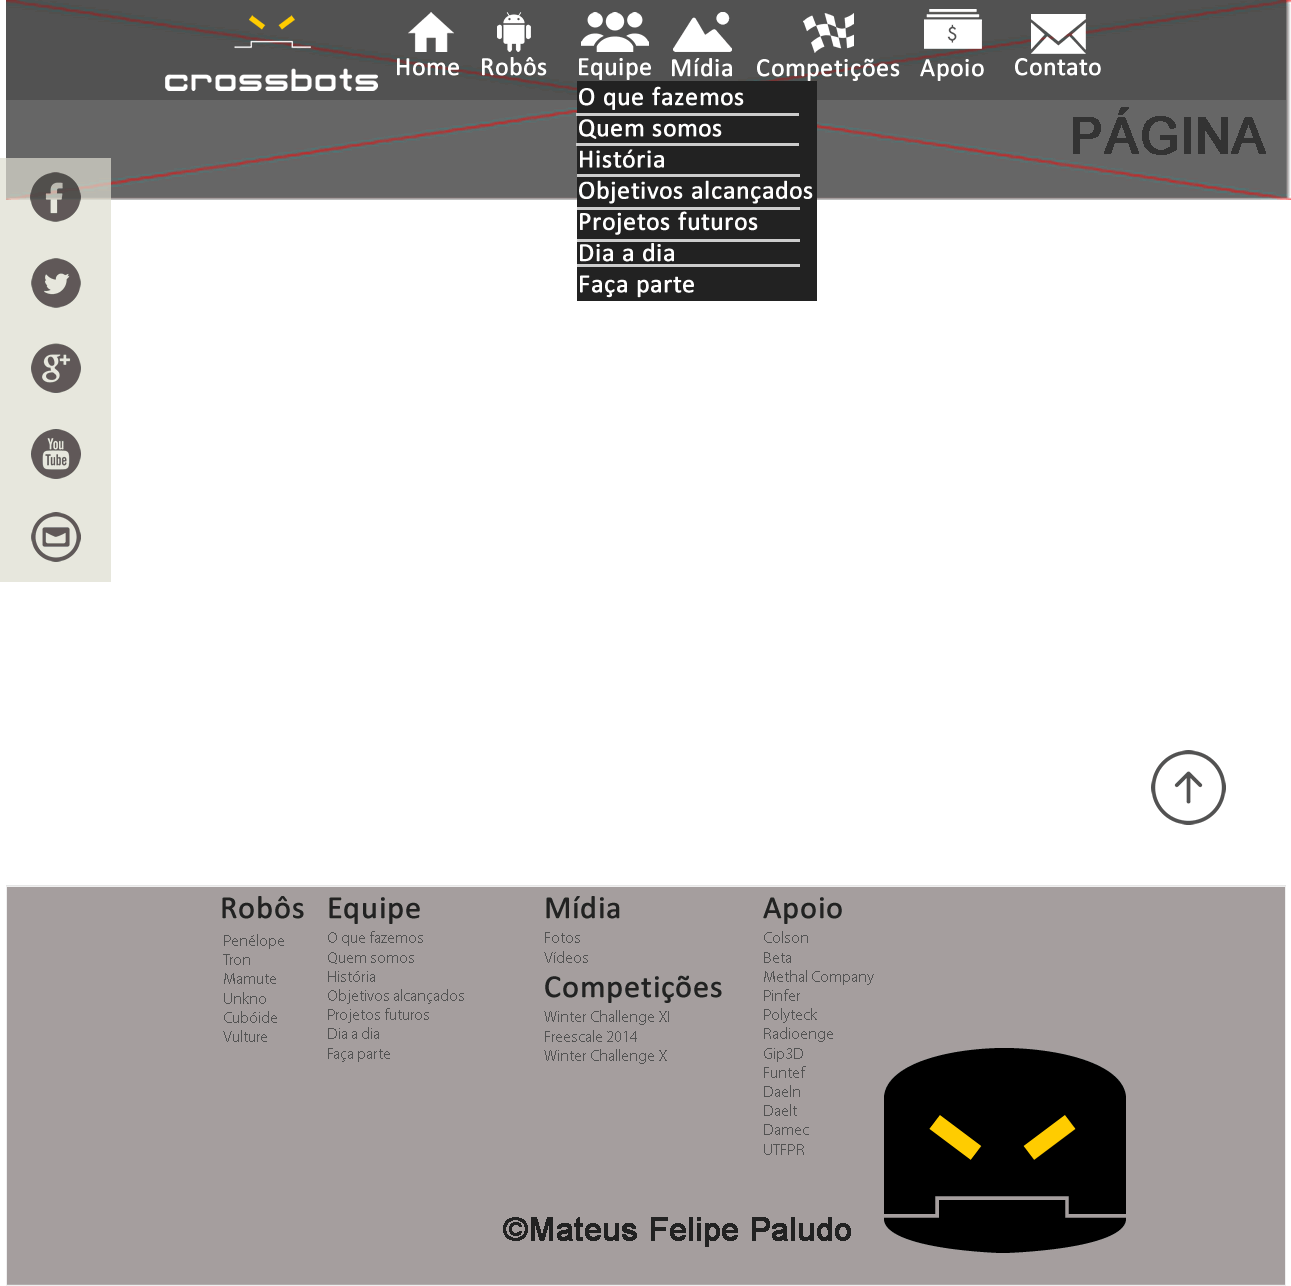 crossbots
Home Robôs Equipe Mídia Competições Apoio $ Contato
O que fazemos
Quem somos
História
Objetivos alcançados
Projetos futuros
Dia a dia
Faça parte
PÁGINA
f
g+
You
Tube
Robôs
Penélope
Tron
Mamute
Unkno
Cubóide
Vulture
Equipe
O que fazemos
Quem somos
História
Objetivos alcançados
Projetos futuros
Dia a dia
Faça parte
Mídia
Fotos
Vídeos
Competições
Winter Challenge XI
Freescale 2014
Winter Challenge X
Apoio
Colson
Beta
Methal Company
Pinfer
Polyteck
Radioenge
Gip3D
Funtef
Daeln
Daelt
Damec
UTFPR
©Mateus Felipe Paludo